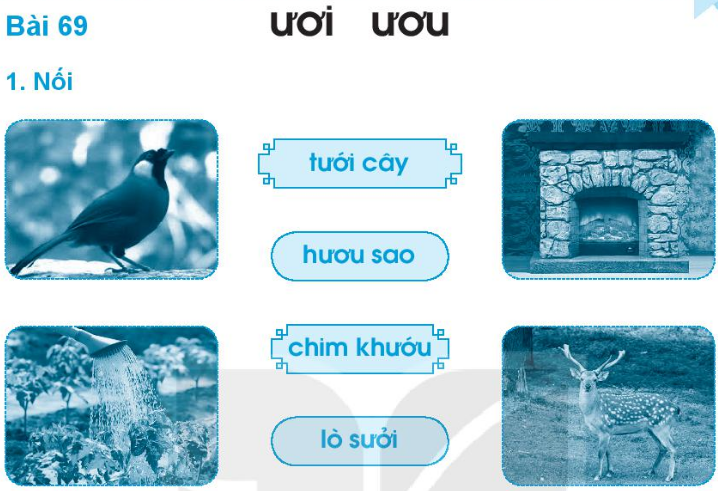 Bài 69
ươi ươu
1. Nối
tưới cây
hươu sao
chim khướu
lò sưởi